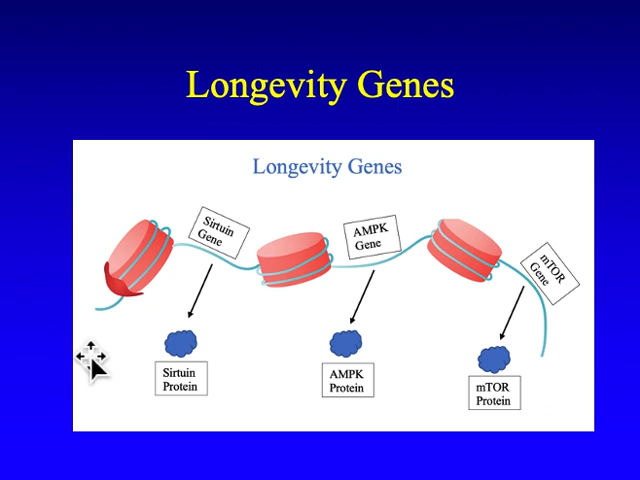 Longevity Genes
Longevity Genes
Sirtuin
Gene
AMPK
Gene
mTOR
Gene
Sirtuin
Protein
AMPK
Protein
mTOR
Protein